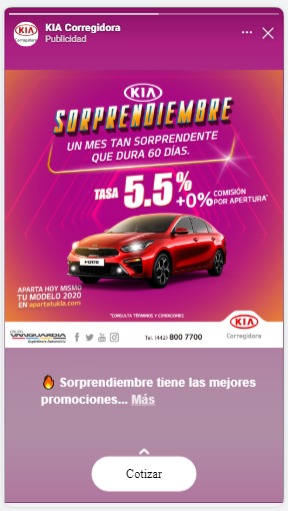 KIA Corregidora
Publicidad
KIA
SORPRENDIEMBRE
UN MES TAN SORPRENDENTE
QUE DURA 60 DÍAS.
TASA 5.5% +0% COMISIÓN
POR APERTURA*
APARTA HOY MISMO
TU MODELO 2020
EN apartatukia.com
*CONSULTA TÉRMINOS Y CONDICIONES
GRUPO
VANGUARDIA
Tel. (442) 800 7700
KIA
Corregidora
🔥 Sorprendiembre tiene las mejores
promociones... Más
Cotizar